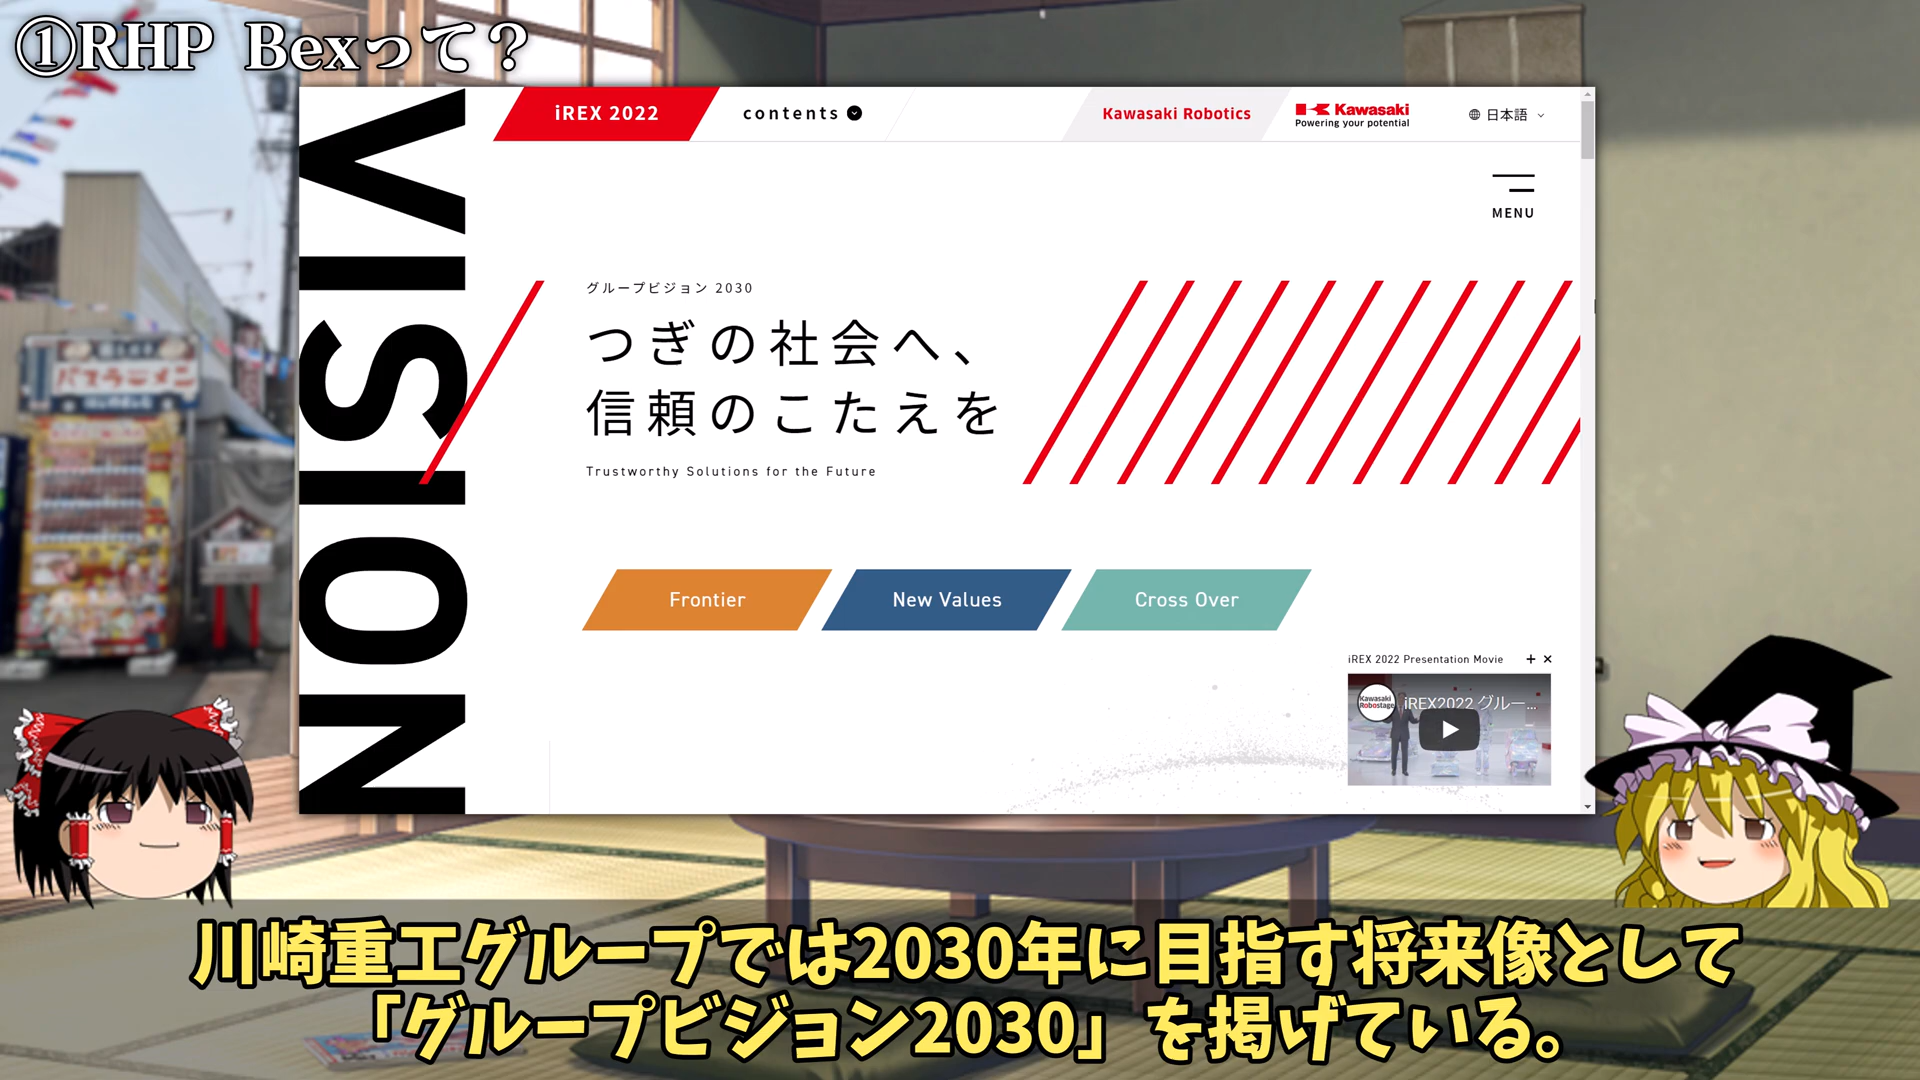 ①RHP Bexって？
iREX 2022
contents
Kawasaki Robotics
Kawasaki
Powering your potential
日本語
MENU
VISION
グループビジョン 2030
つぎの社会へ、
信頼のこたえを
Trustworthy Solutions for the Future
Frontier
New Values
Cross Over
iREX 2022 Presentation Movie
Kawasaki
Robostage
iREX2022 グルー...
川崎重工グループでは2030年に目指す将来像として
「グループビジョン2030」を掲げている。